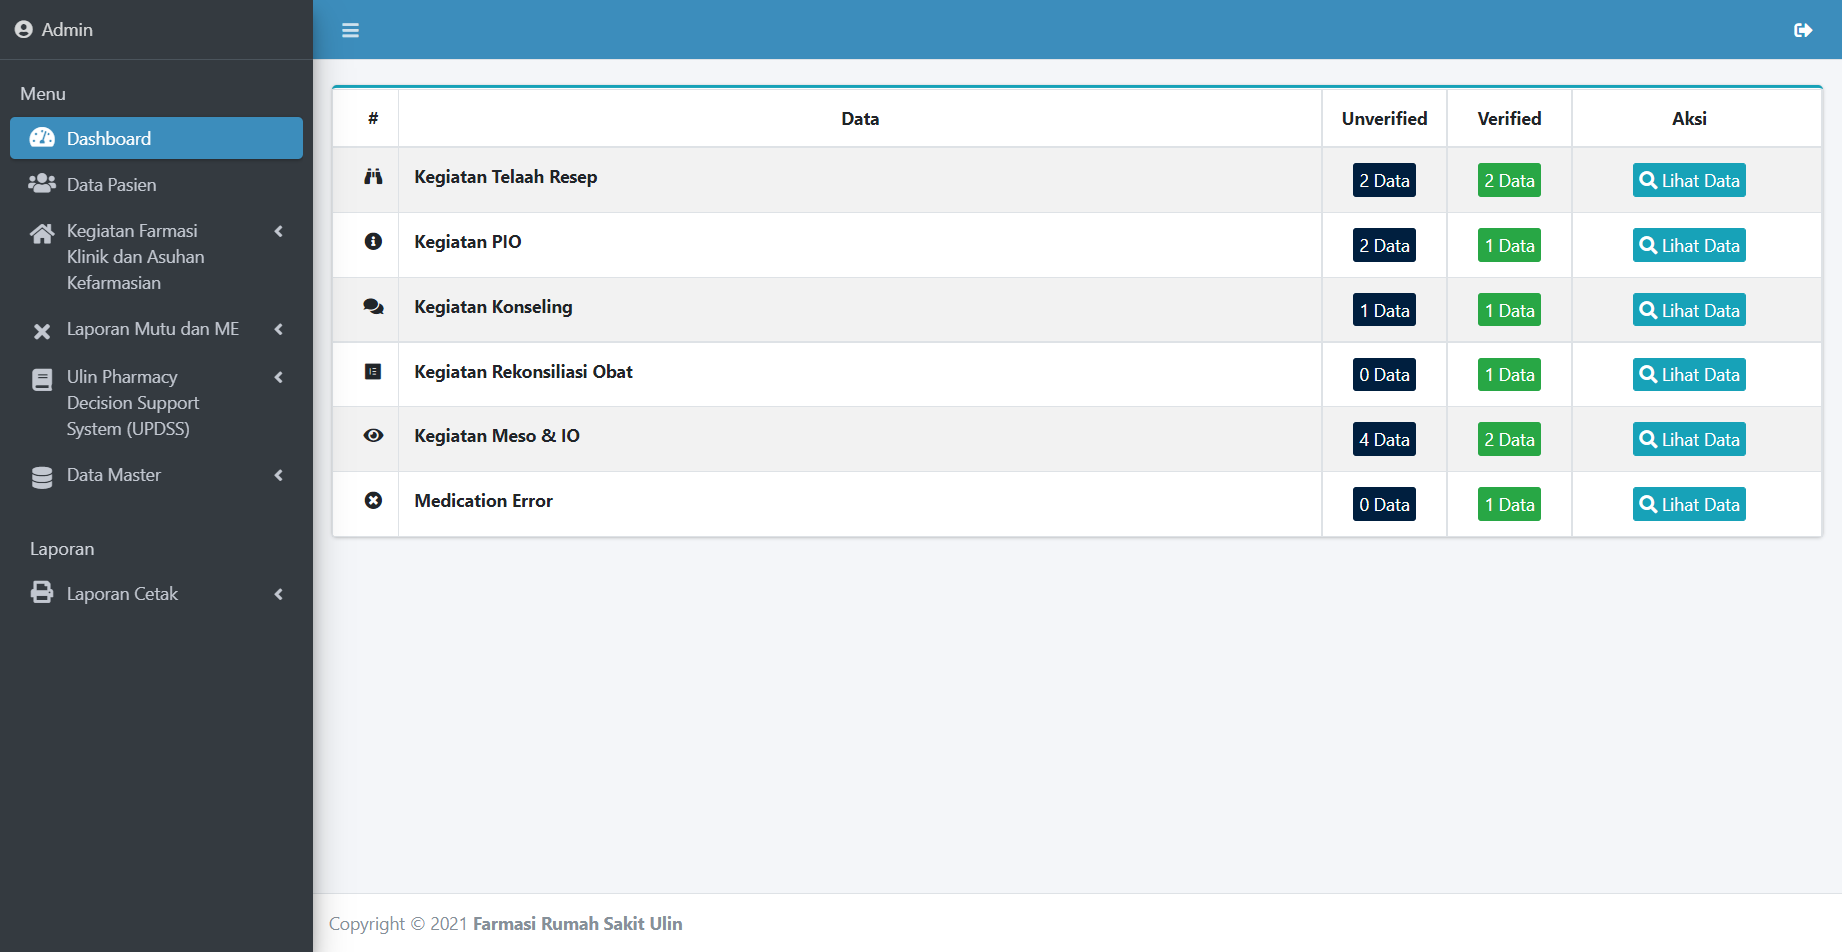 Admin
Menu
Dashboard
Data Pasien
Kegiatan Farmasi
Klinik dan Asuhan
Kefarmasian
Laporan Mutu dan ME
Ulin Pharmacy
Decision Support
System (UPDSS)
Data Master
Laporan
Laporan Cetak
# Data Unverified Verified Aksi
Kegiatan Telaah Resep 2 Data 2 Data Lihat Data
Kegiatan PIO 2 Data 1 Data Lihat Data
Kegiatan Konseling 1 Data 1 Data Lihat Data
Kegiatan Rekonsiliasi Obat 0 Data 1 Data Lihat Data
Kegiatan Meso & IO 4 Data 2 Data Lihat Data
Medication Error 0 Data 1 Data Lihat Data
Copyright © 2021 Farmasi Rumah Sakit Ulin